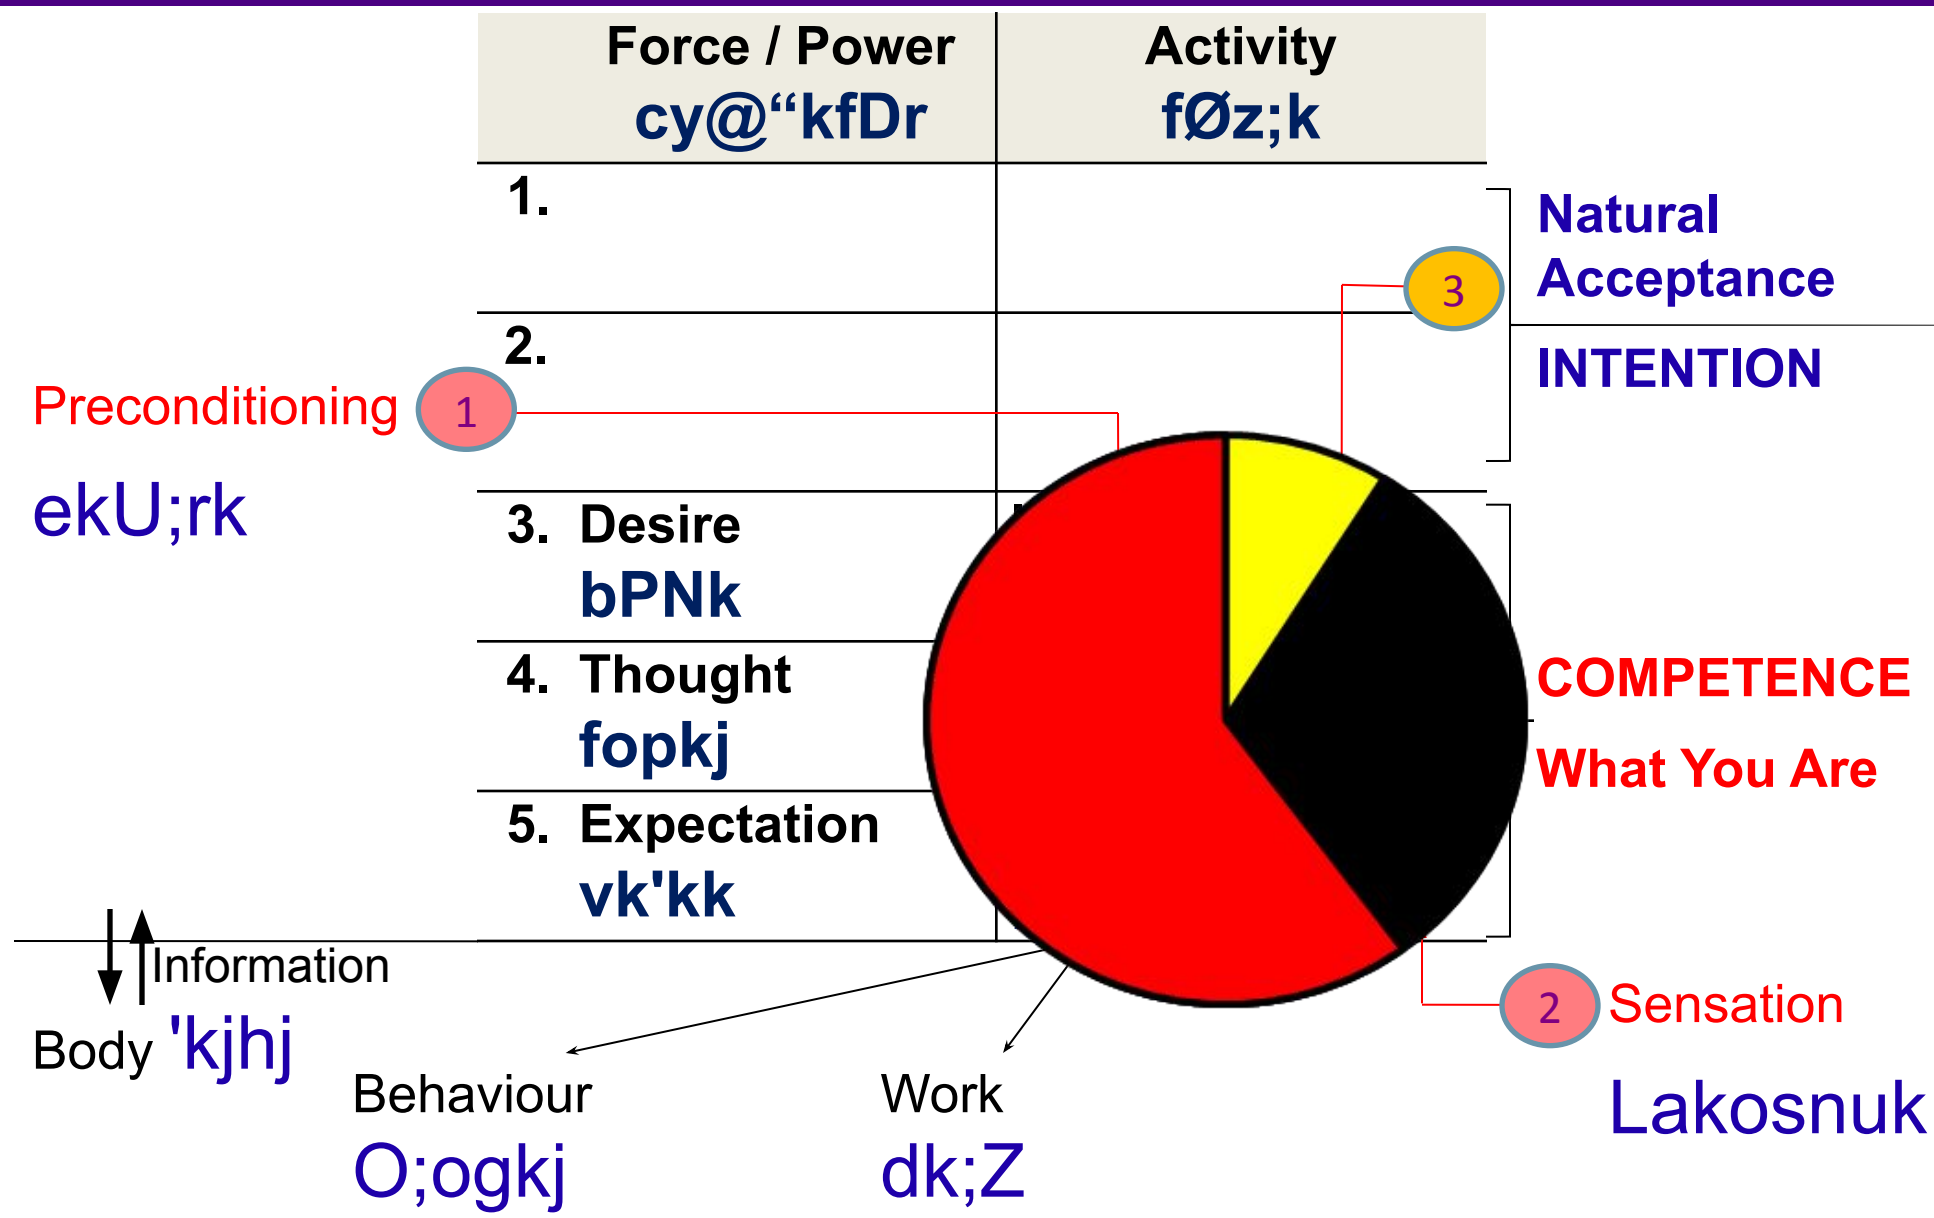 Force / Power
cy@“kfDr
Activity
fØz;k
1.
2.
3. Desire
bPNk
4. Thought
fopkj
5. Expectation
vk'kk
Natural
Acceptance
INTENTION
3
Preconditioning
1
ekU;rk
COMPETENCE
What You Are
Information
Body 'kjhj
2
Sensation
Lakosnuk
Behaviour
O;ogkj
Work
dk;Z